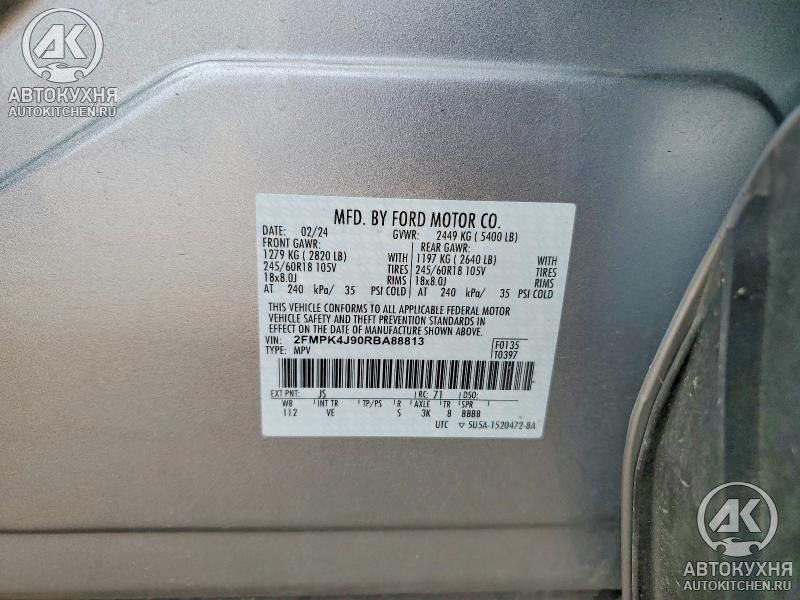 AK
АВТОКУХНЯ
AUTOKITCHEN.RU
MFD. BY FORD MOTOR CO.
DATE: 02/24 GVWR: 2449 KG ( 5400 LB)
FRONT GAWR: REAR GAWR:
1279 KG ( 2820 LB) WITH 1197 KG ( 2640 LB) WITH
245/60R18 105V TIRES 245/60R18 105V TIRES
18x8.0J RIMS 18x8.0J RIMS
AT 240 kPa/ 35 PSI COLD AT 240 kPa/ 35 PSI COLD
THIS VEHICLE CONFORMS TO ALL APPLICABLE FEDERAL MOTOR
VEHICLE SAFETY AND THEFT PREVENTION STANDARDS IN
EFFECT ON THE DATE OF MANUFACTURE SHOWN ABOVE.
VIN: 2FMPK4J90RBA88813 F0135
TYPE: MPV T0397
EXT PNT: JS RC: 71 DSO:
WB INT TR TP/PS R AXLE TR SPR
112 VE S 3K 8 BBBB
UTC ▽ 5U5A-1520472-BA
AK
АВТОКУХНЯ
AUTOKITCHEN.RU